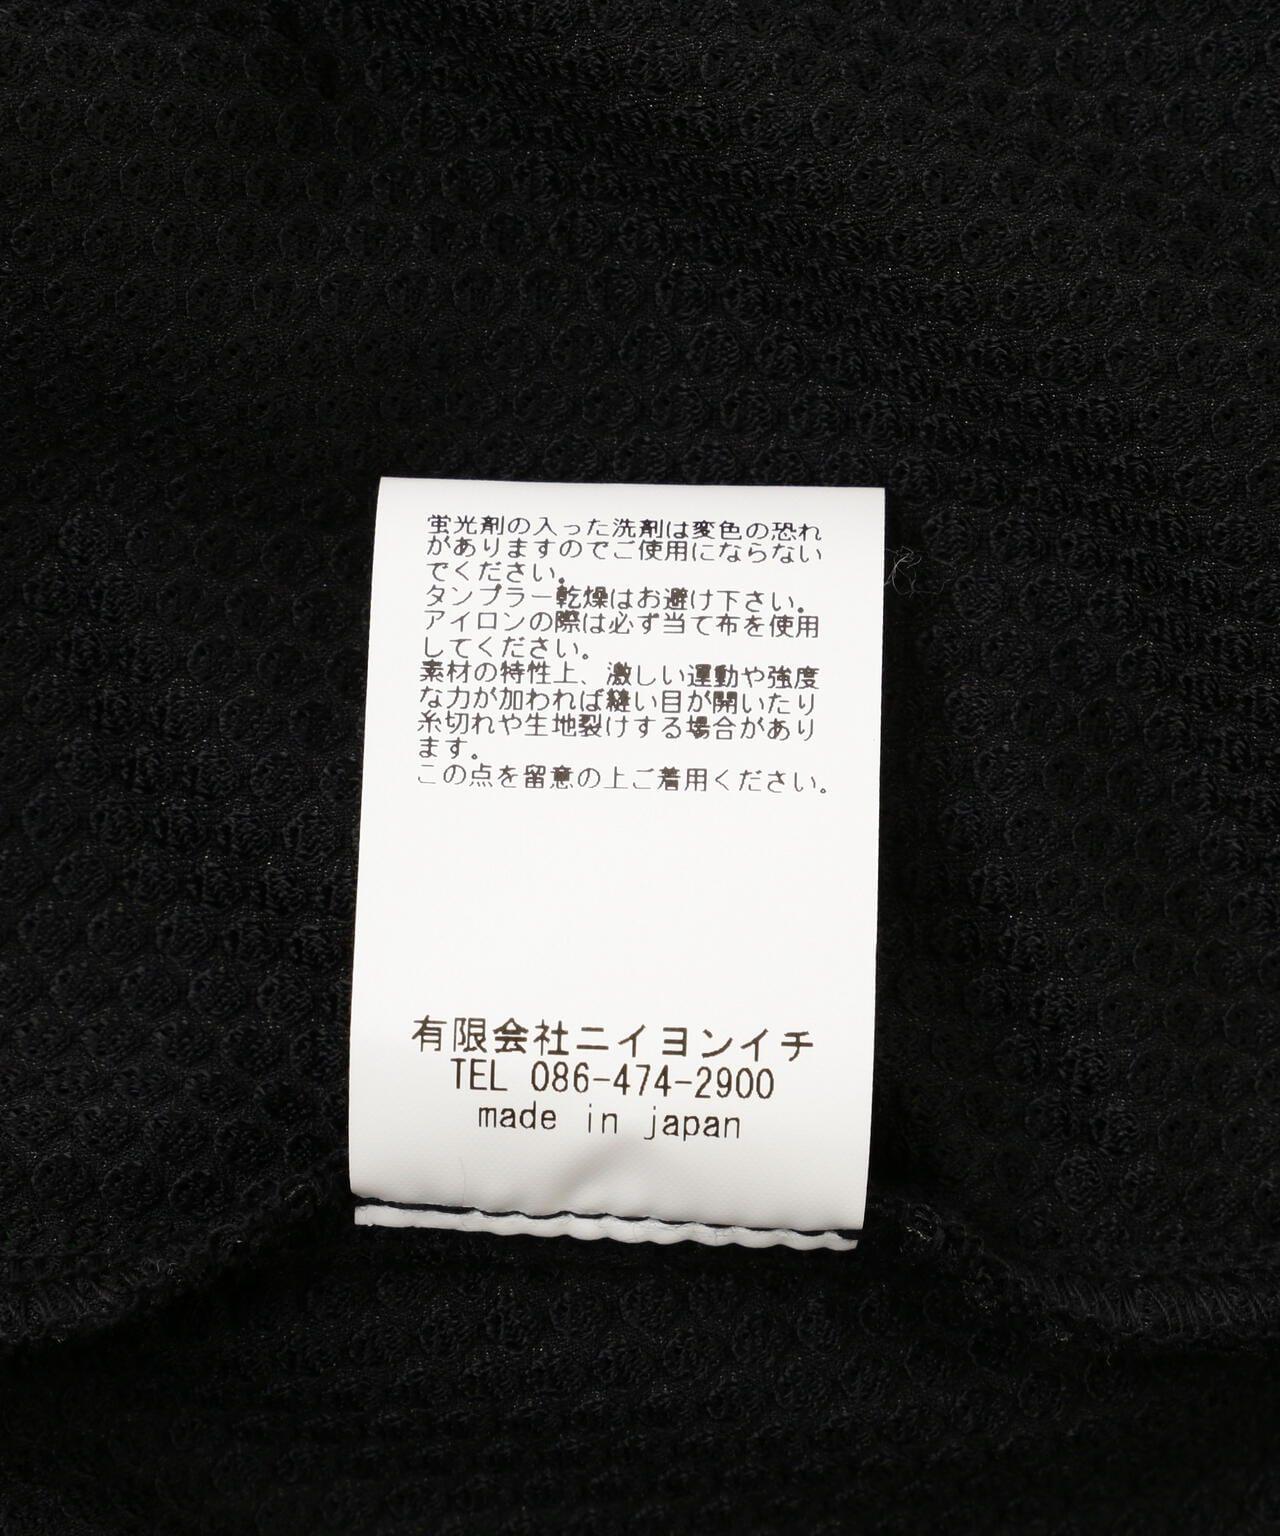 蛍光剤の入った洗剤は変色の恐れ
がありますのでご使用にならない
でください。
タンブラー乾燥はお避け下さい。
アイロンの際は必ず当て布を使用
してください。
素材の特性上、激しい運動や強度
な力が加われば縫い目が開いたり
糸切れや生地裂けする場合があり
ます。
この点を留意の上ご着用ください。
有限会社ニイヨンイチ
TEL 086-474-2900
made in japan